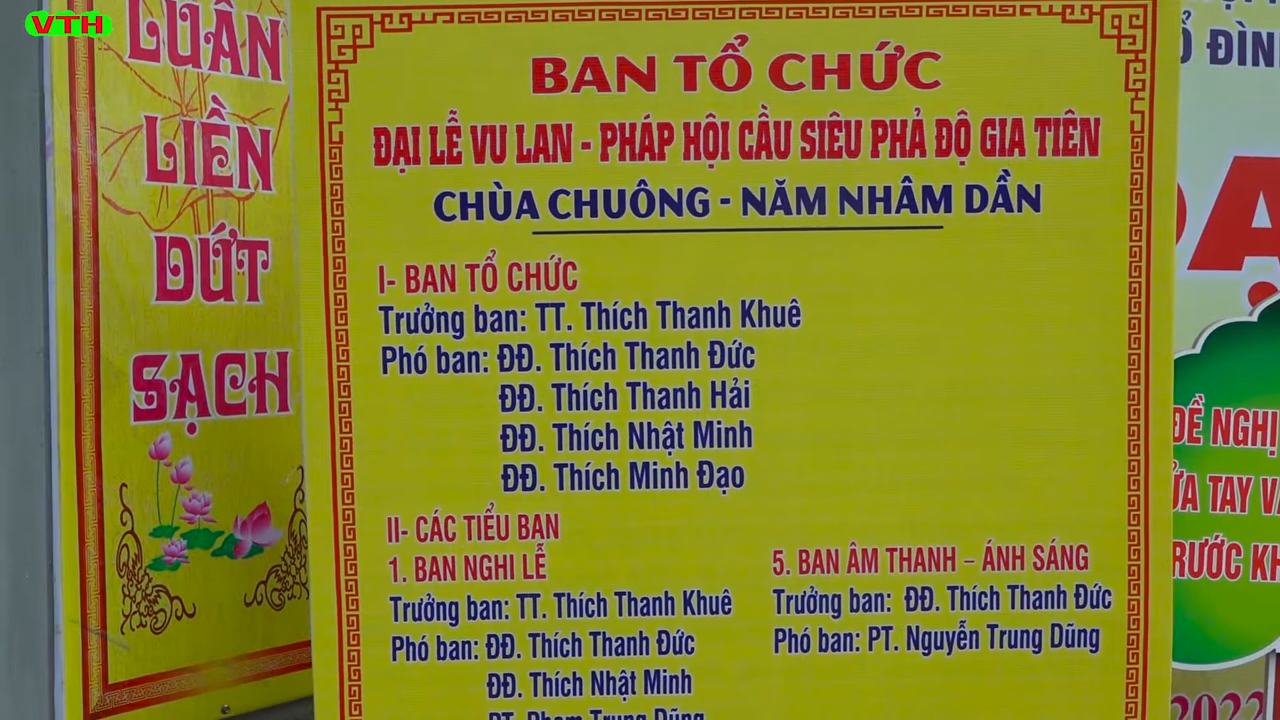 VTH
LUÂN
LIỀN
DỨT
SẠCH
BAN TỔ CHỨC
ĐẠI LỄ VU LAN - PHÁP HỘI CẦU SIÊU PHẢ ĐỘ GIA TIÊN
CHÙA CHUÔNG - NĂM NHÂM DẦN
I- BAN TỔ CHỨC
Trưởng ban: TT. Thích Thanh Khuê
Phó ban: ĐĐ. Thích Thanh Đức
ĐĐ. Thích Thanh Hải
ĐĐ. Thích Nhật Minh
ĐĐ. Thích Minh Đạo
II- CÁC TIỂU BAN
1. BAN NGHI LỄ
Trưởng ban: TT. Thích Thanh Khuê
Phó ban: ĐĐ. Thích Thanh Đức
ĐĐ. Thích Nhật Minh
PT. Phạm Trung Dũng
5. BAN ÂM THANH – ÁNH SÁNG
Trưởng ban: ĐĐ. Thích Thanh Đức
Phó ban: PT. Nguyễn Trung Dũng
ĐỀ NGHỊ
TAY
2022